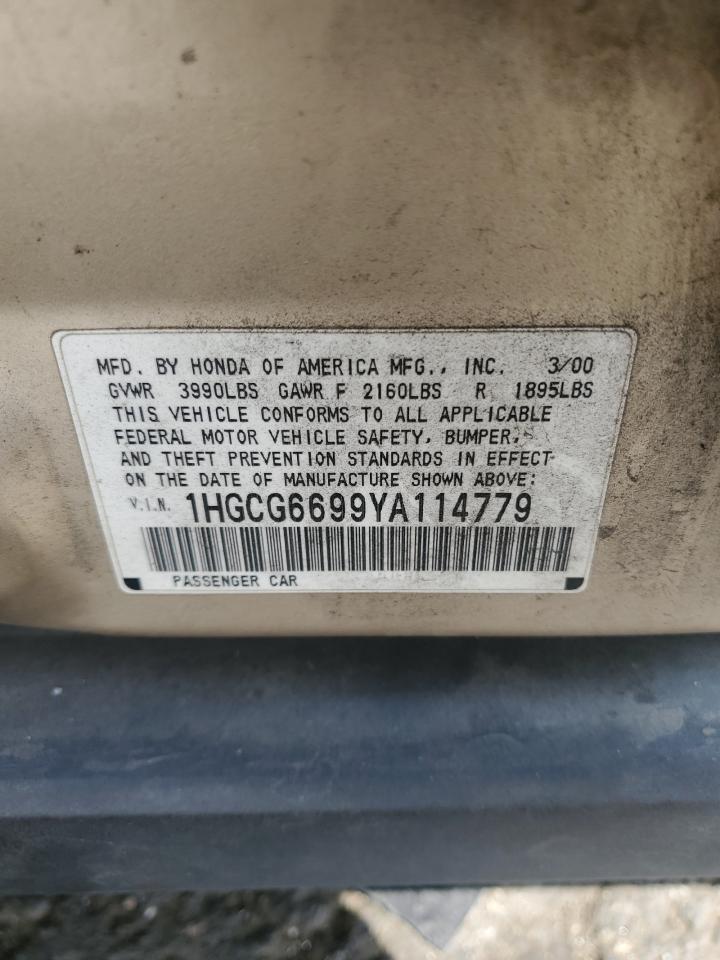 MFD. BY HONDA OF AMERICA MFG., INC. 3/00
GVWR 3990LBS GAWR F 2160LBS R 1895LBS
THIS VEHICLE CONFORMS TO ALL APPLICABLE
FEDERAL MOTOR VEHICLE SAFETY, BUMPER,
AND THEFT PREVENTION STANDARDS IN EFFECT
ON THE DATE OF MANUFACTURE SHOWN ABOVE:
V.I.N. 1HGCG6699YA114779
PASSENGER CAR